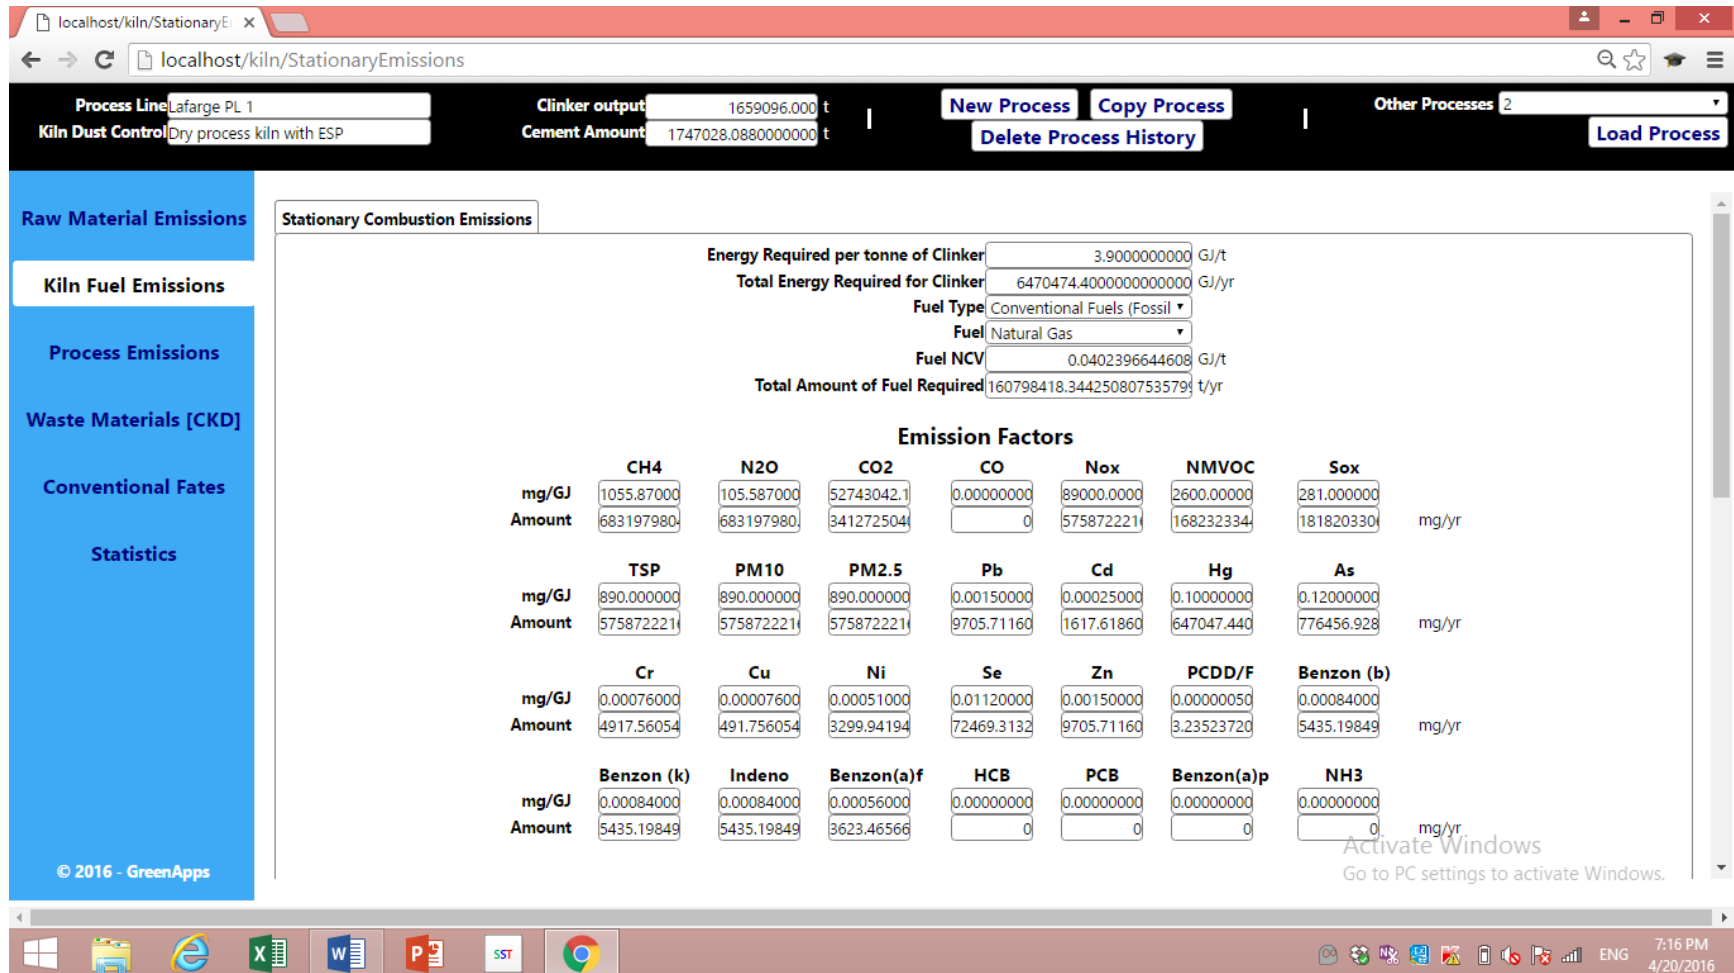 localhost/kiln/StationaryE
localhost/kiln/StationaryEmissions
Process Line Lafarge PL 1
Kiln Dust Control Dry process kiln with ESP
Clinker output 1659096.000 t
Cement Amount 1747028.0880000000 t
New Process Copy Process
Delete Process History
Other Processes 2
Load Process
Raw Material Emissions
Kiln Fuel Emissions
Process Emissions
Waste Materials [CKD]
Conventional Fates
Statistics
© 2016 - GreenApps
Stationary Combustion Emissions
Energy Required per tonne of Clinker 3.9000000000 GJ/t
Total Energy Required for Clinker 6470474.4000000000000 GJ/yr
Fuel Type Conventional Fuels (Fossil
Fuel Natural Gas
Fuel NCV 0.0402396644608 GJ/t
Total Amount of Fuel Required 160798418.34425080753579 t/yr
Emission Factors
CH4 N2O CO2 CO Nox NMVOC Sox
mg/GJ 1055.87000 105.587000 52743042.1 0.00000000 89000.0000 2600.00000 281.000000
Amount 683197980 683197980. 341272504 0 575872221 168232334 181820330 mg/yr
TSP PM10 PM2.5 Pb Cd Hg As
mg/GJ 890.000000 890.000000 890.000000 0.00150000 0.00025000 0.10000000 0.12000000
Amount 575872221 575872221 575872221 9705.71160 1617.61860 647047.440 776456.928 mg/yr
Cr Cu Ni Se Zn PCDD/F Benzon (b)
mg/GJ 0.00076000 0.00007600 0.00051000 0.01120000 0.00150000 0.00000050 0.00084000
Amount 4917.56054 491.756054 3299.94194 72469.3132 9705.71160 3.23523720 5435.19849 mg/yr
Benzon (k) Indeno Benzon(a)f HCB PCB Benzon(a)p NH3
mg/GJ 0.00084000 0.00084000 0.00056000 0.00000000 0.00000000 0.00000000 0.00000000
Amount 5435.19849 5435.19849 3623.46566 0 0 0 0 mg/yr
Activate Windows
Go to PC settings to activate Windows.
SST
ENG
7:16 PM
4/20/2016